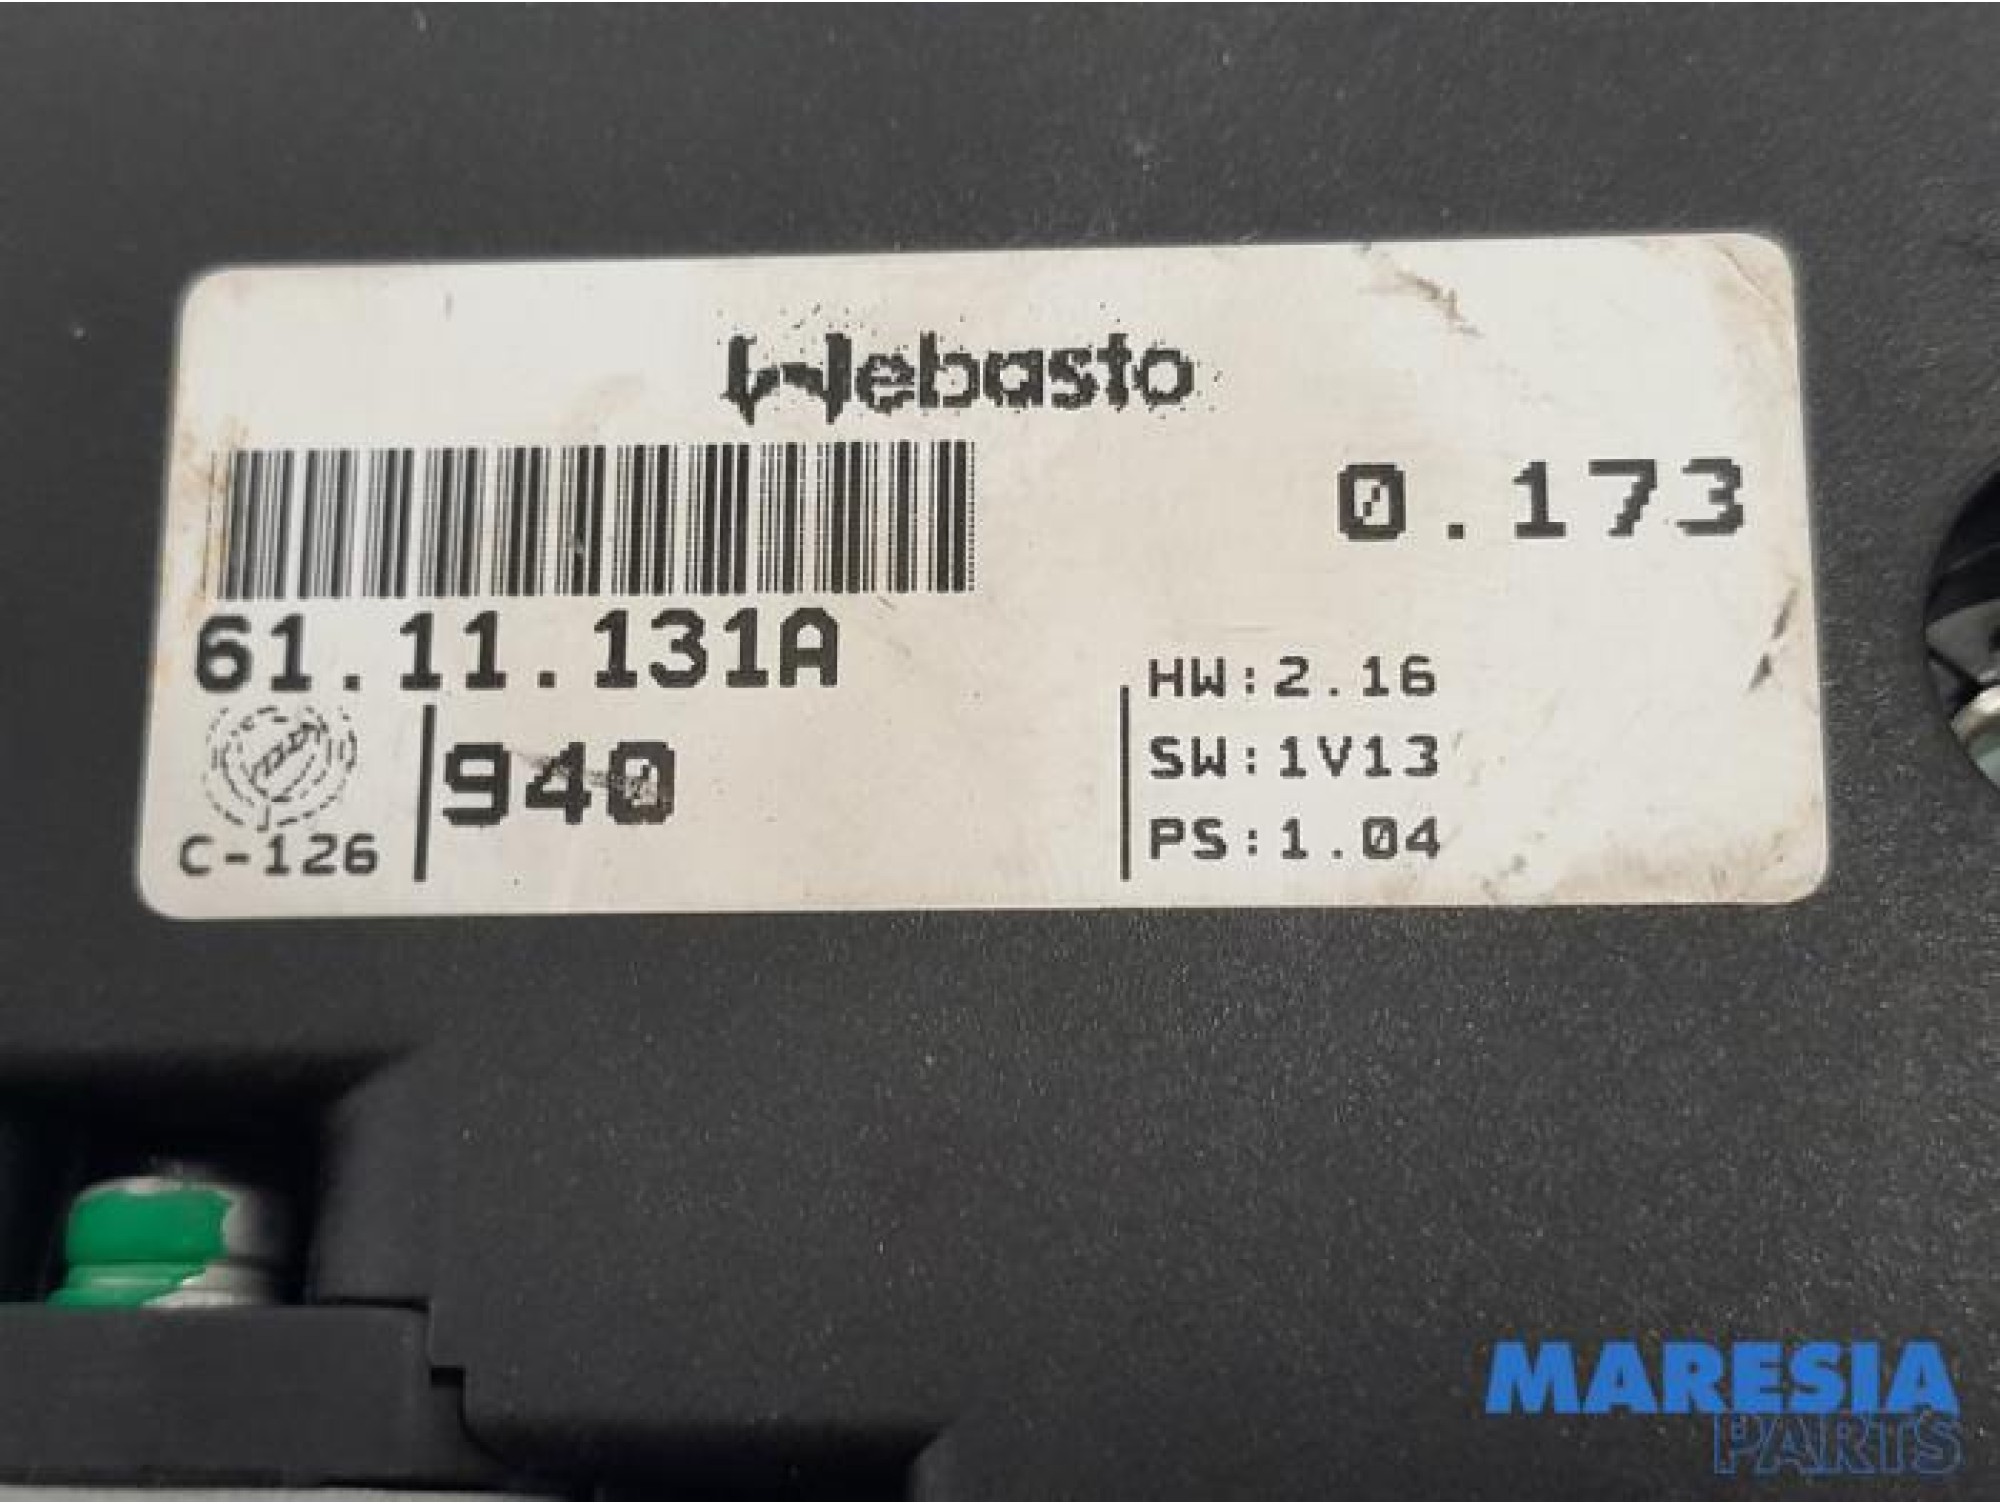 Webasto
0.173
61.11.131A
940
C-126
HW:2.16
SW:1V13
PS:1.04
MARESIA
PARTS